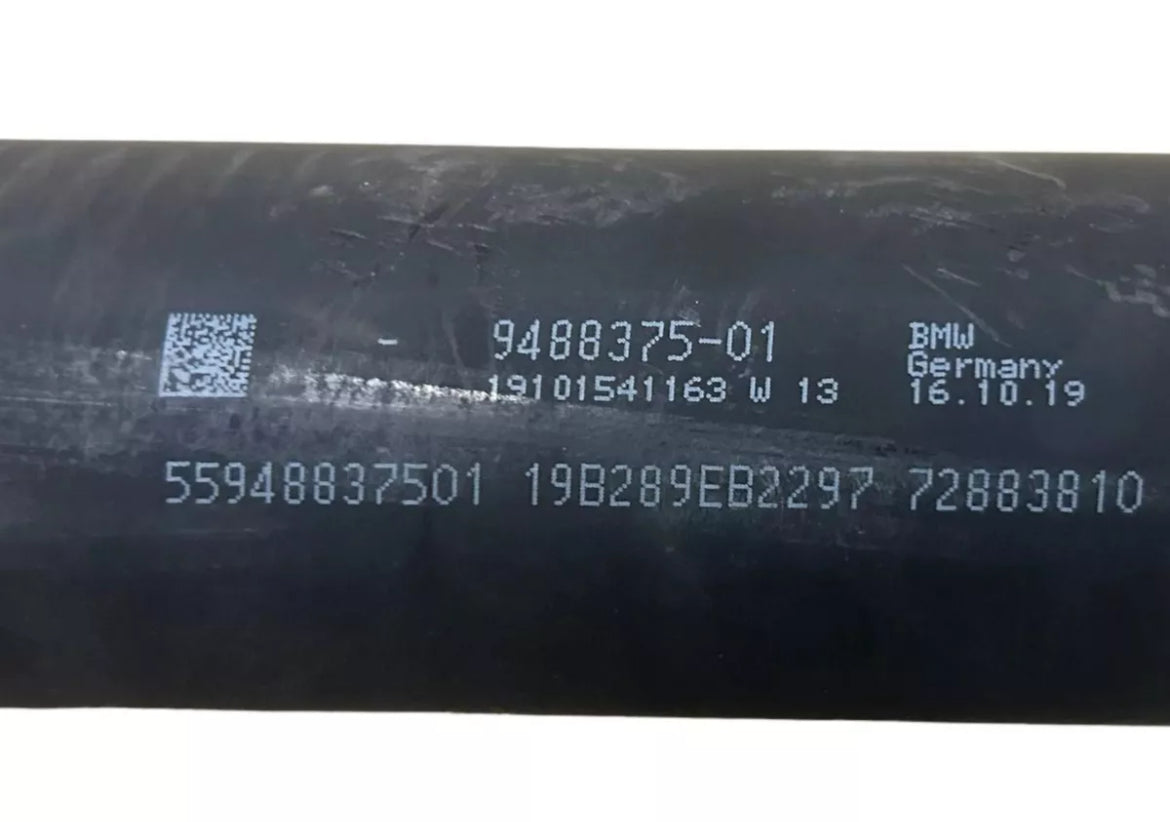 - 9488375-01
19101541163 W 13
BMW
Germany
16.10.19
55948837501 19B289EB2297 72883810